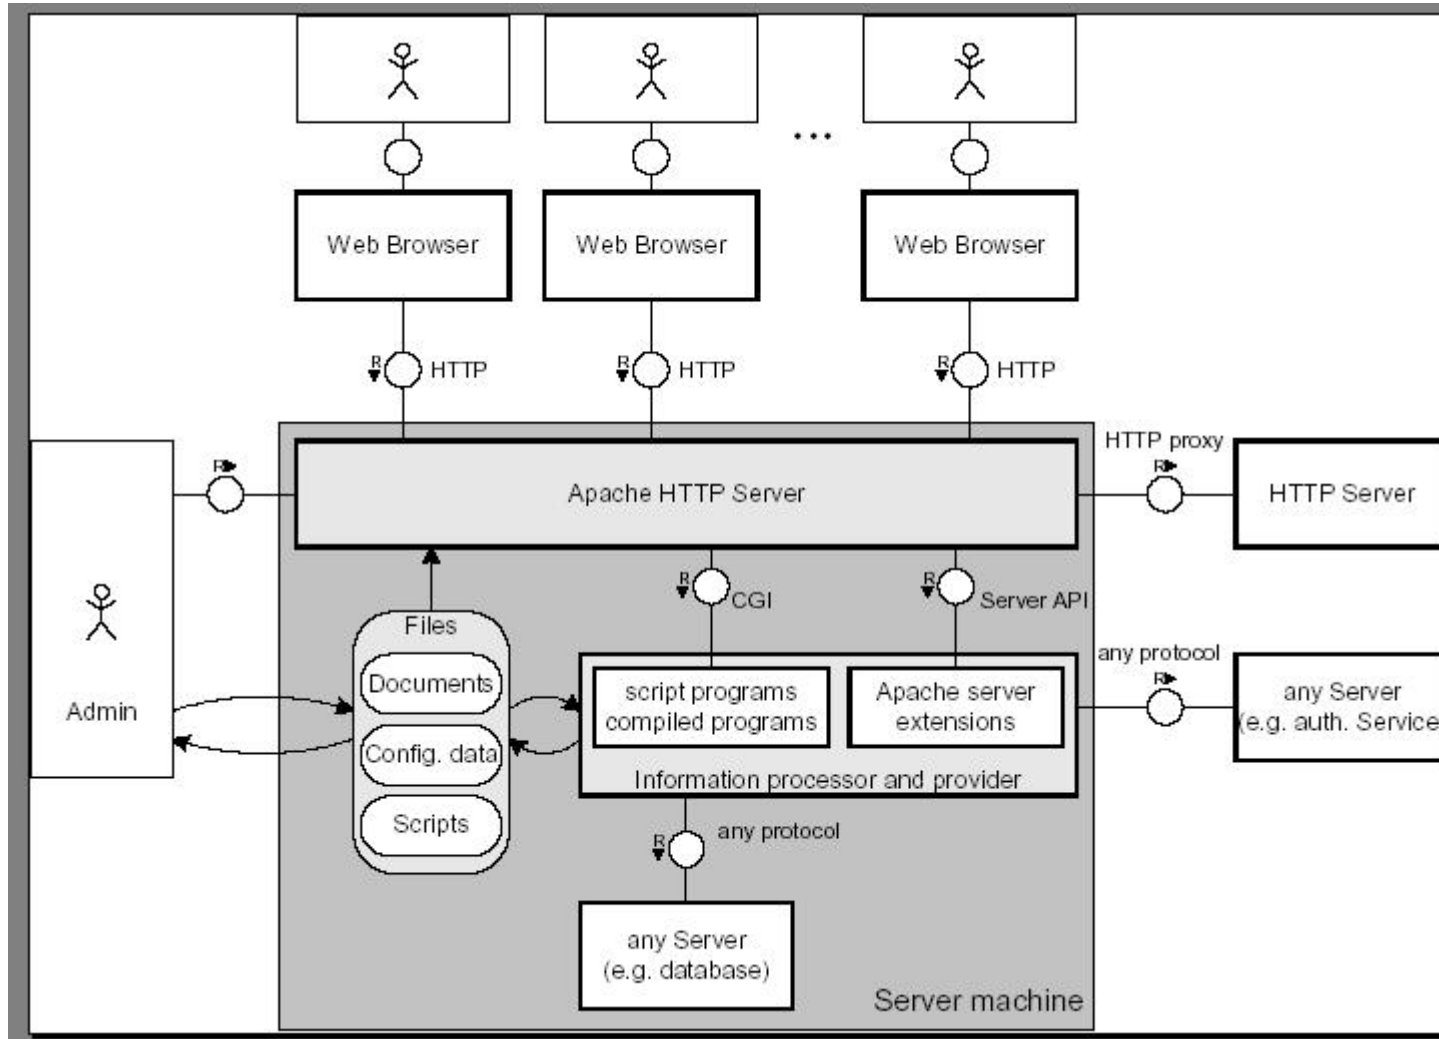 Web Browser
Web Browser
Web Browser
R
HTTP
R
HTTP
R
HTTP
R
Apache HTTP Server
HTTP proxy
R
HTTP Server
R
CGI
R
Server API
Files
Documents
Config. data
Scripts
Admin
script programs
compiled programs
Apache server
extensions
Information processor and provider
any protocol
R
any Server
(e.g. auth. Service
R
any protocol
any Server
(e.g. database)
Server machine